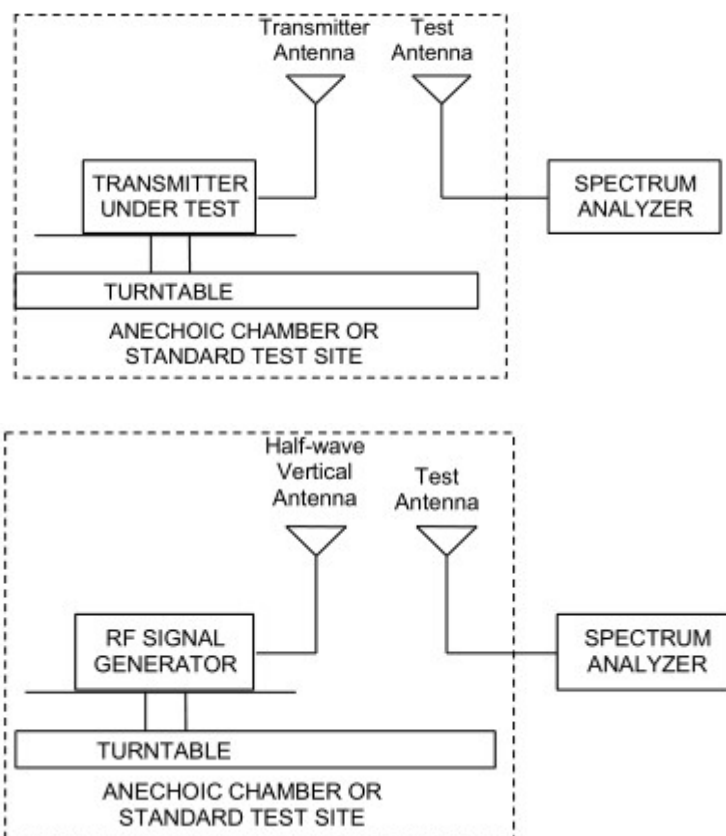 Transmitter
Antenna
Test
Antenna
TRANSMITTER
UNDER TEST
SPECTRUM
ANALYZER
TURNTABLE
ANECHOIC CHAMBER OR
STANDARD TEST SITE
Half-wave
Vertical
Antenna
Test
Antenna
RF SIGNAL
GENERATOR
SPECTRUM
ANALYZER
TURNTABLE
ANECHOIC CHAMBER OR
STANDARD TEST SITE